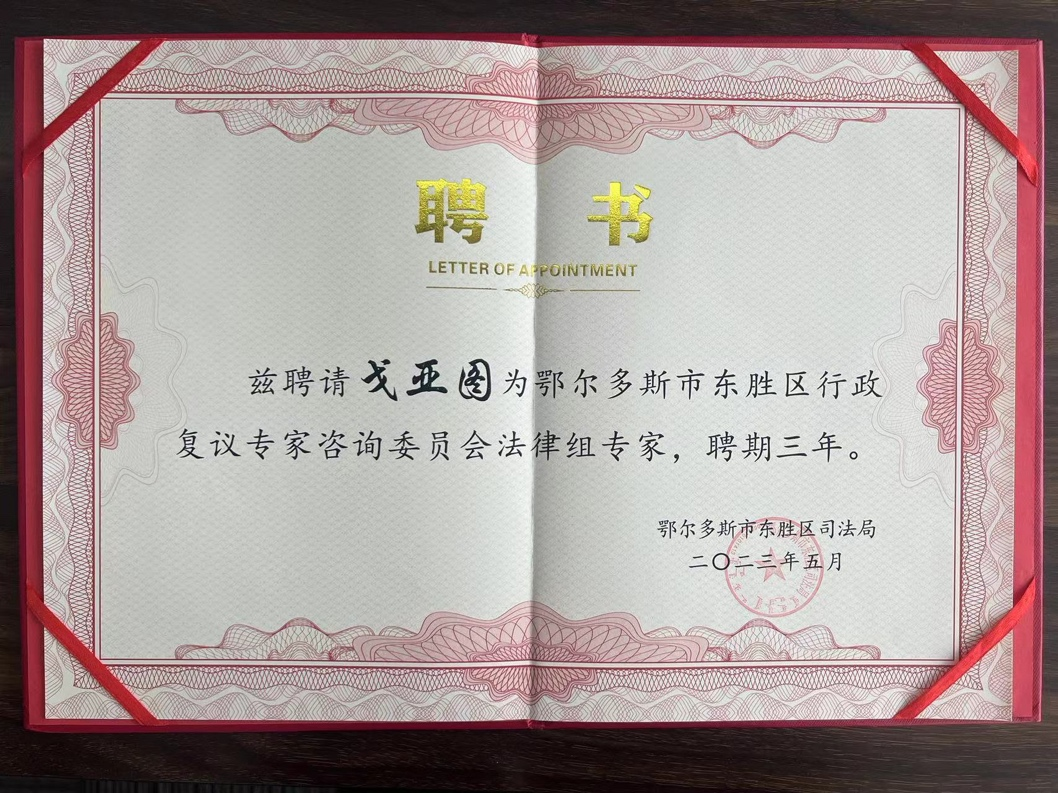 聘 书
LETTER OF APPOINTMENT
兹聘请戈亚图为鄂尔多斯市东胜区行政
复议专家咨询委员会法律组专家，聘期三年。
鄂尔多斯市东胜区司法局
二〇二三年五月